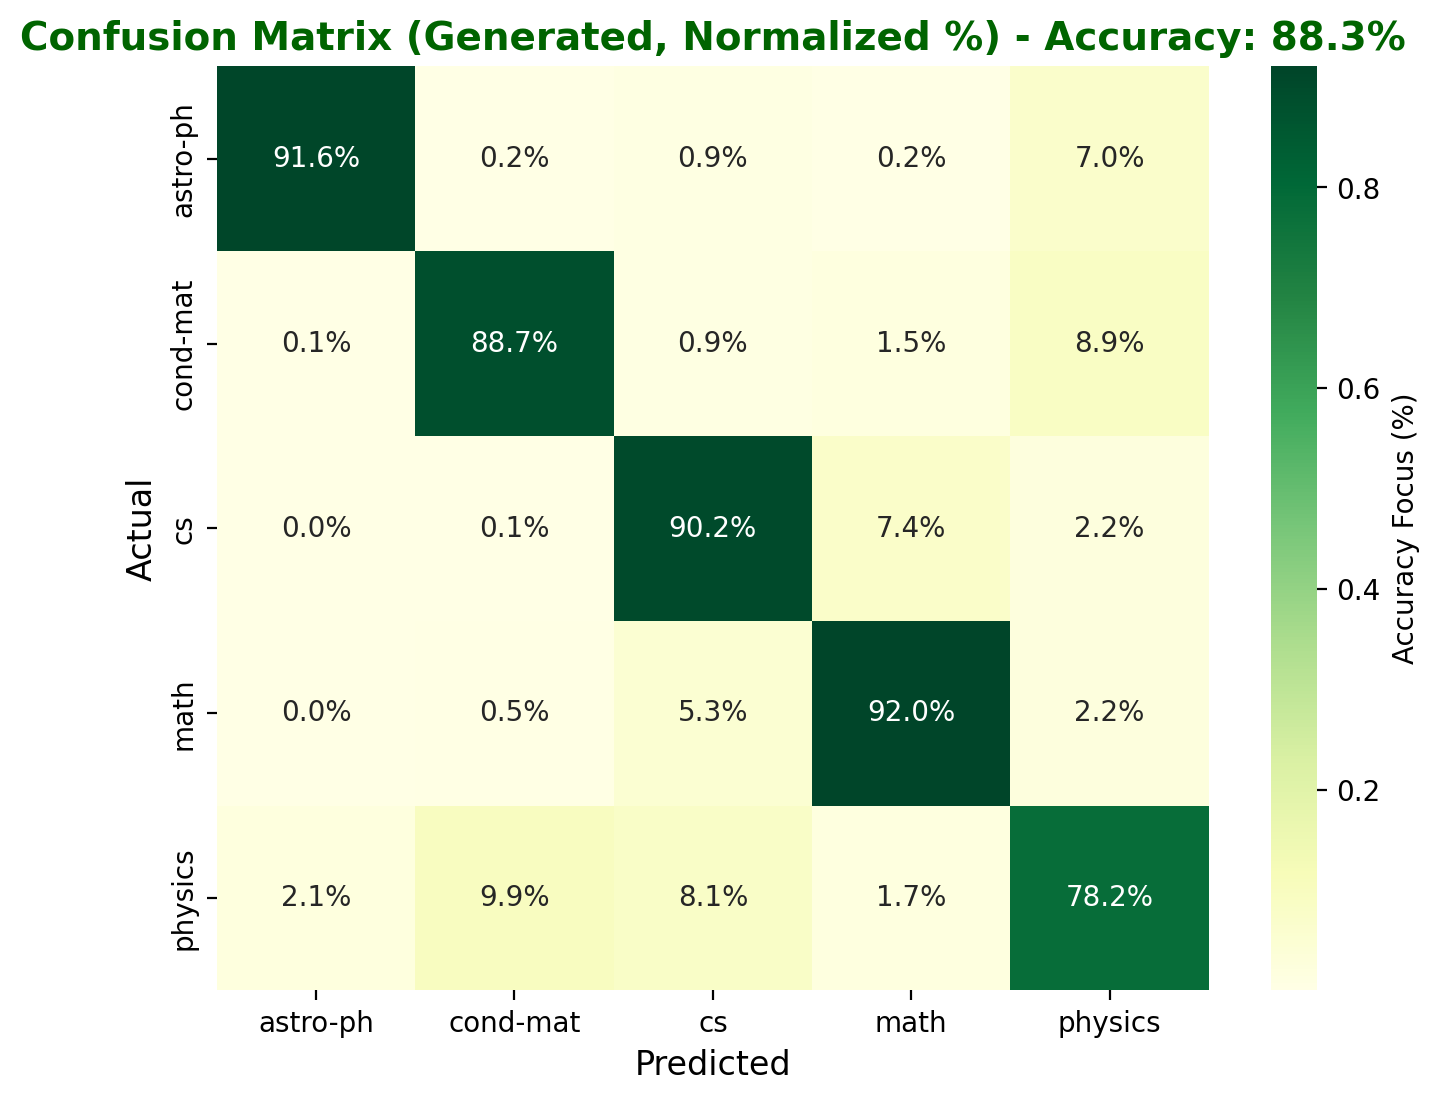 Confusion Matrix (Generated, Normalized %) - Accuracy: 88.3%
astro-ph 91.6% 0.2% 0.9% 0.2% 7.0%
cond-mat 0.1% 88.7% 0.9% 1.5% 8.9%
cs 0.0% 0.1% 90.2% 7.4% 2.2%
math 0.0% 0.5% 5.3% 92.0% 2.2%
physics 2.1% 9.9% 8.1% 1.7% 78.2%
Actual
astro-ph cond-mat cs math physics
Predicted
0.8
0.6
0.4
0.2
Accuracy Focus (%)